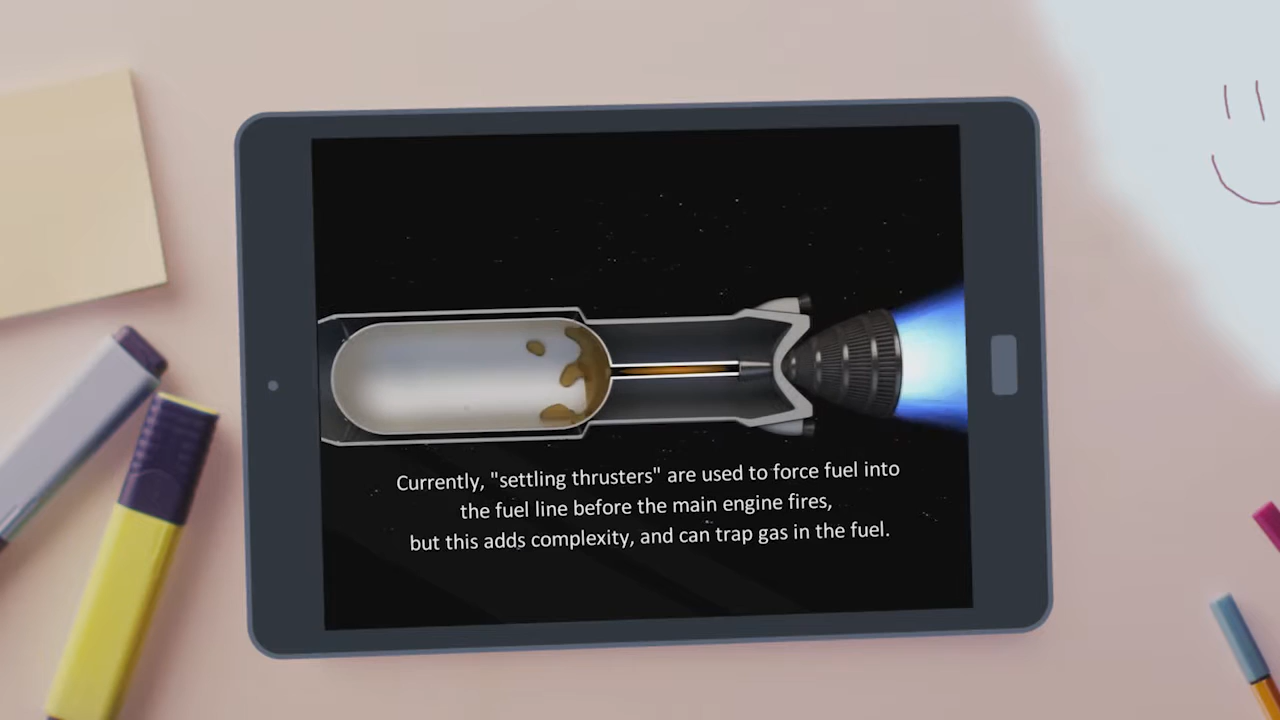 Currently, "settling thrusters" are used to force fuel into
the fuel line before the main engine fires,
but this adds complexity, and can trap gas in the fuel.